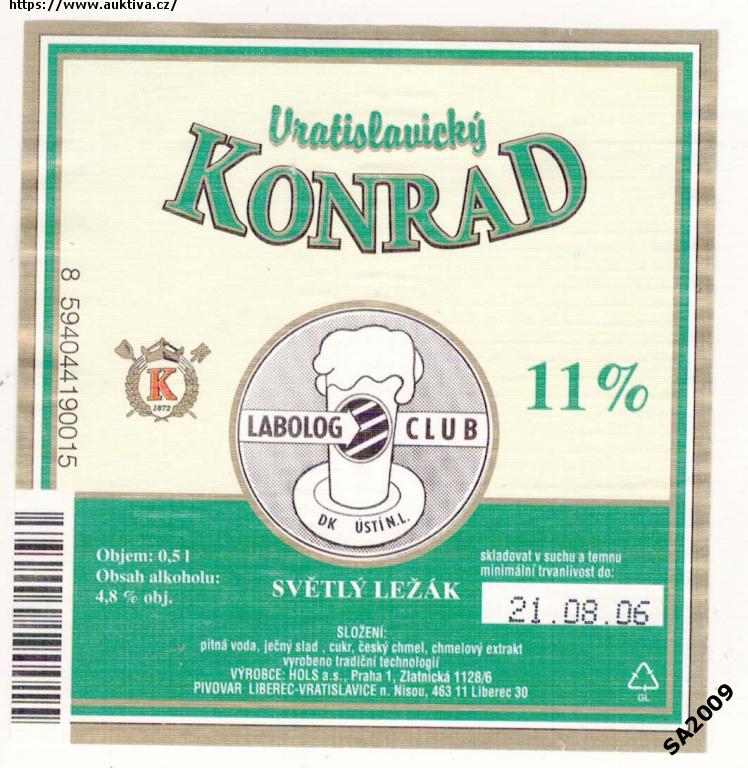 https://www.auktiva.cz/
Vratislavický
KONRAD
8 594044 190015
K
1872
11%
LABOLOG CLUB
DK ÚSTÍ N.L.
Objem: 0,5 l
Obsah alkoholu:
4,8 % obj.
SVĚTLÝ LEŽÁK
skladovat v suchu a temnu
minimální trvanlivost do:
21.08.06
SLOŽENÍ:
pitná voda, ječný slad , cukr, český chmel, chmelový extrakt
vyrobeno tradiční technologií
VÝROBCE: HOLS a.s., Praha 1, Zlatnická 1128/6
PIVOVAR LIBEREC-VRATISLAVICE n. Nisou, 463 11 Liberec 30
GL
SA2009